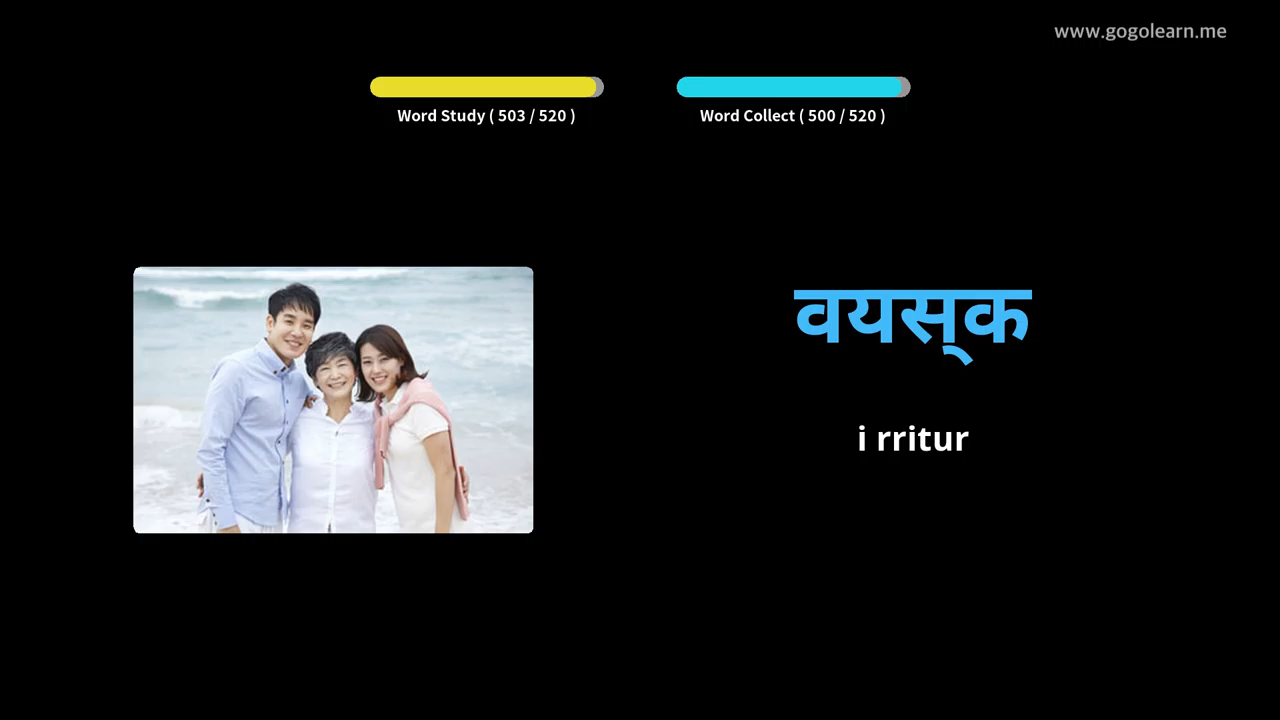 www.gogolearn.me
Word Study ( 503 / 520 )
Word Collect ( 500 / 520 )
वयस्‌क
i rritur